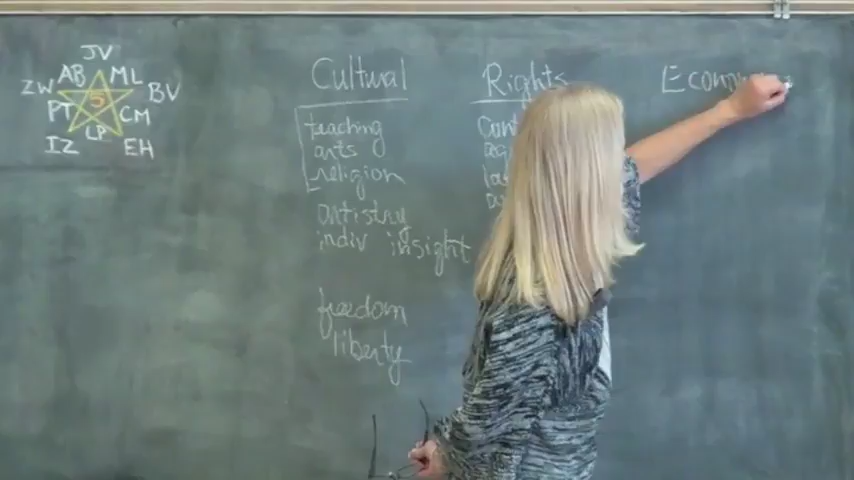 JV
AB ML
ZW BV
5
PT CM
LP
IZ EH
Cultural
teaching
arts
religion
artistry
indiv insight
freedom
liberty
Rights